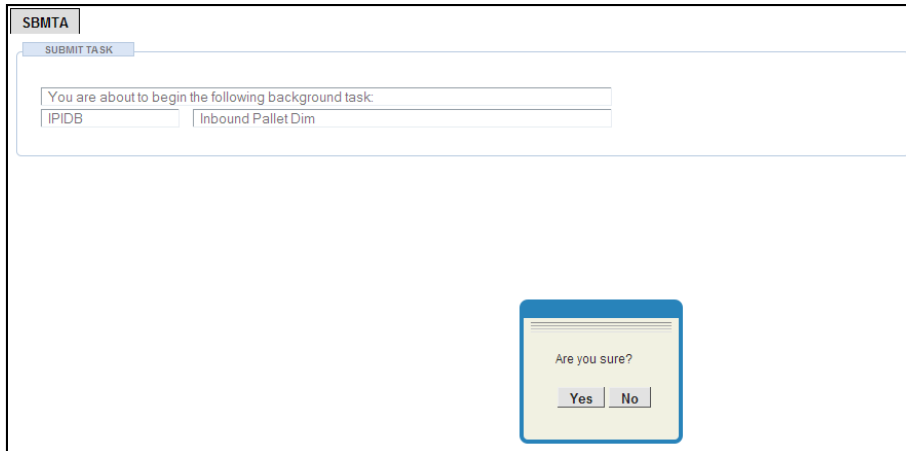 SBMTA
SUBMIT TASK
You are about to begin the following background task:
IPIDB Inbound Pallet Dim
Are you sure?
Yes No